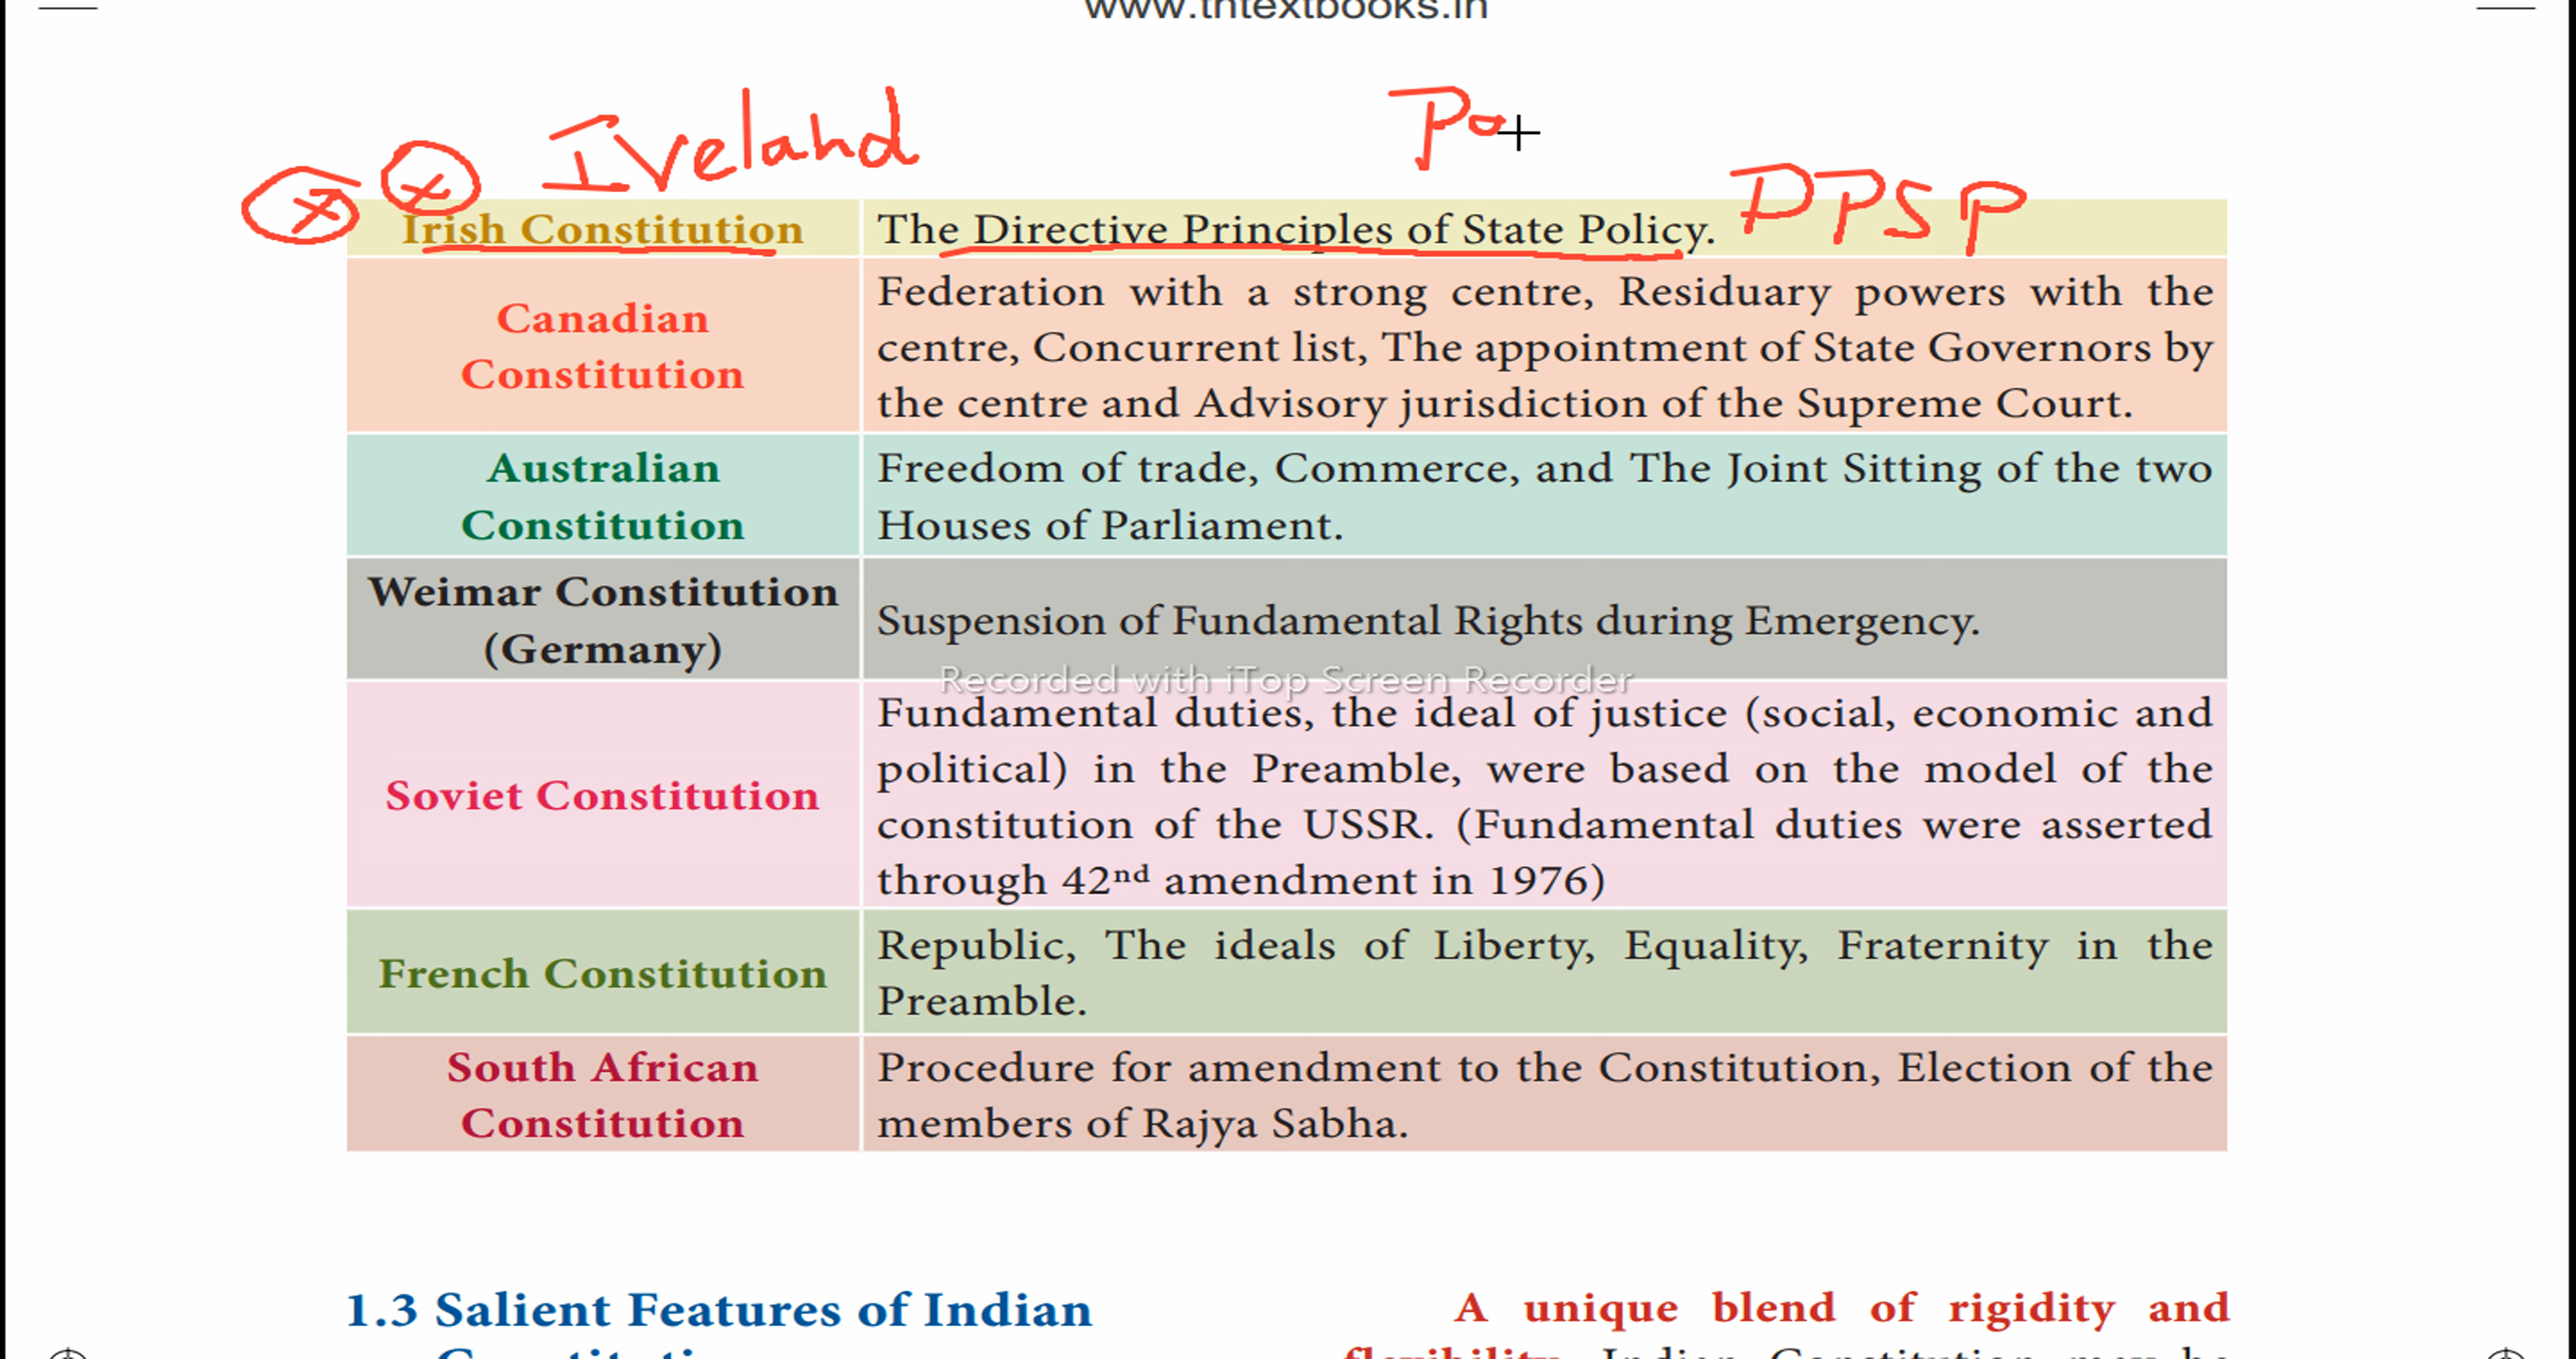 www.tntextbooks.in
Ireland
Pa
DPSP
Irish Constitution
The Directive Principles of State Policy.
Canadian
Constitution
Federation with a strong centre, Residuary powers with the
centre, Concurrent list, The appointment of State Governors by
the centre and Advisory jurisdiction of the Supreme Court.
Australian
Constitution
Freedom of trade, Commerce, and The Joint Sitting of the two
Houses of Parliament.
Weimar Constitution
(Germany)
Suspension of Fundamental Rights during Emergency.
Recorded with iTop Screen Recorder
Soviet Constitution
Fundamental duties, the ideal of justice (social, economic and
political) in the Preamble, were based on the model of the
constitution of the USSR. (Fundamental duties were asserted
through 42nd amendment in 1976)
French Constitution
Republic, The ideals of Liberty, Equality, Fraternity in the
Preamble.
South African
Constitution
Procedure for amendment to the Constitution, Election of the
members of Rajya Sabha.
1.3 Salient Features of Indian
A unique blend of rigidity and
flexibility Indian Constitution may be